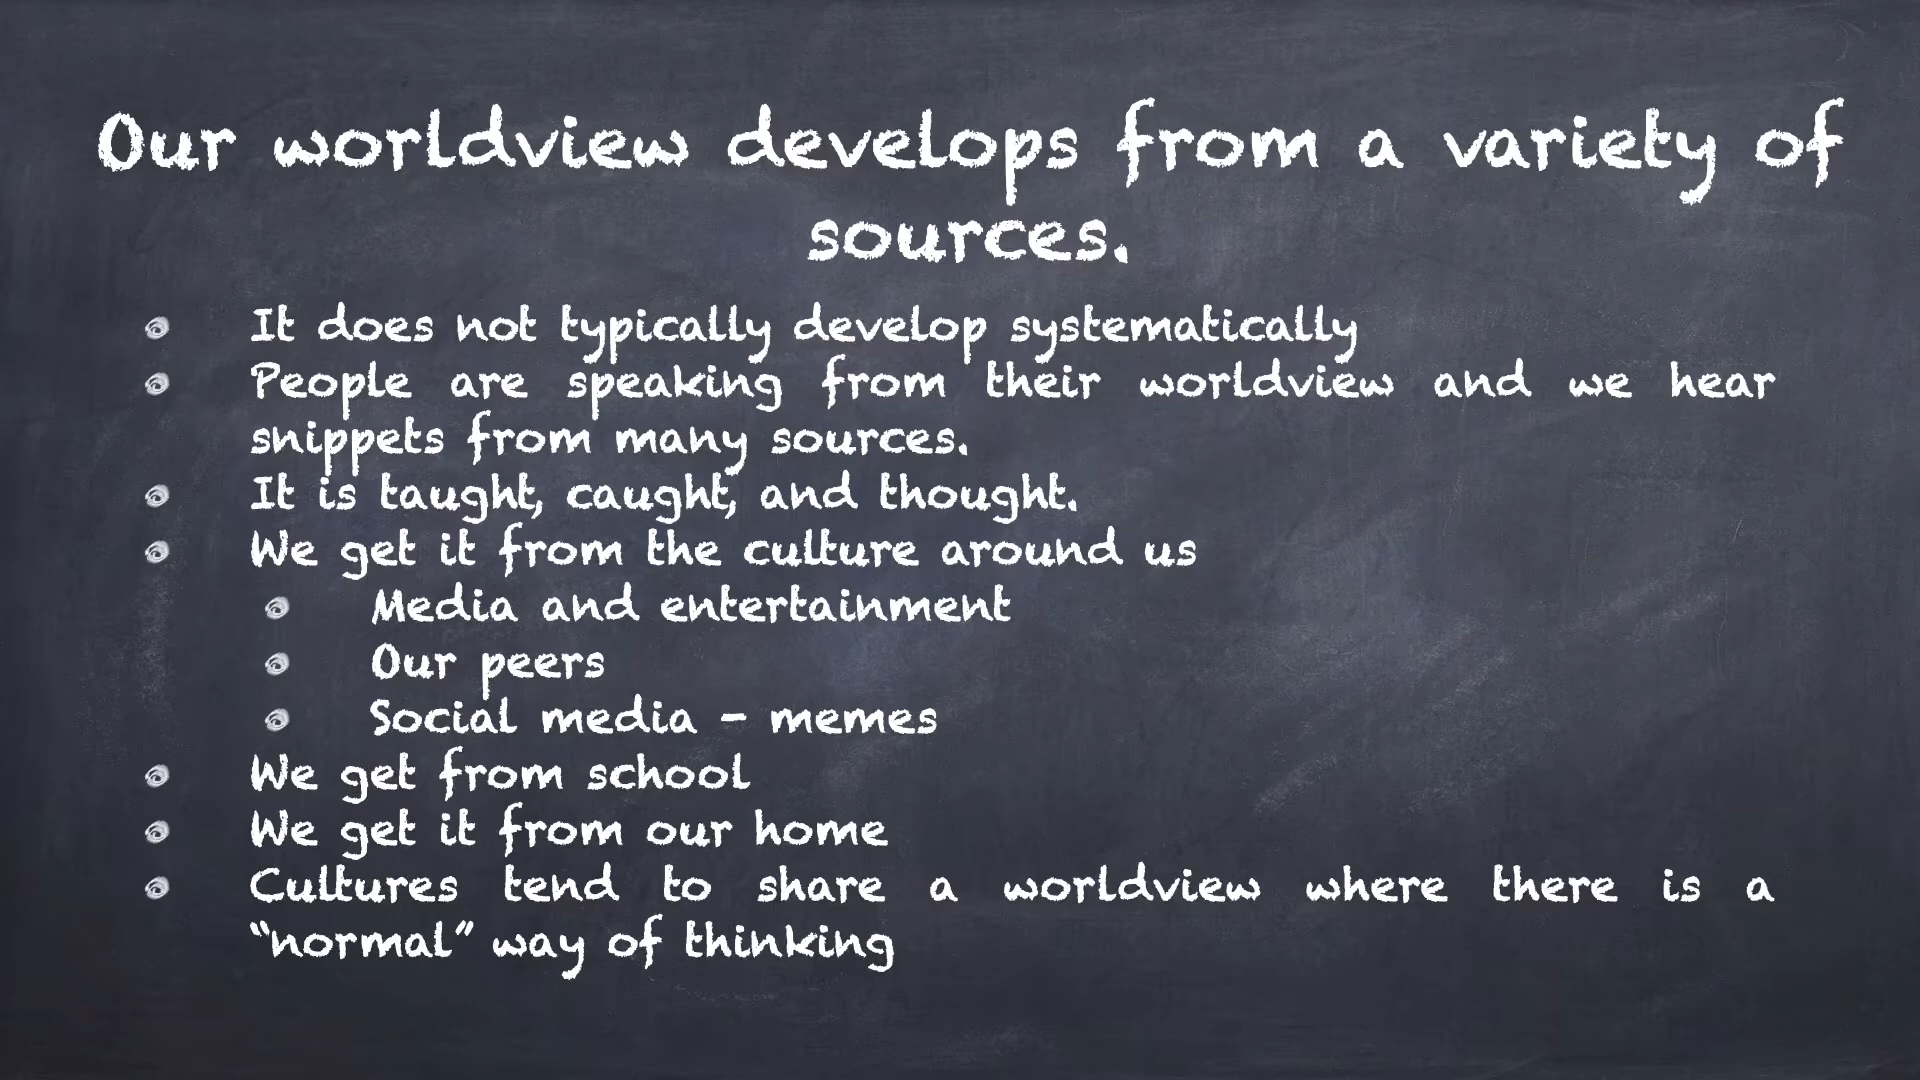 Our worldview develops from a variety of
sources.
It does not typically develop systematically
People are speaking from their worldview and we hear
snippets from many sources.
It is taught, caught, and thought.
We get it from the culture around us
Media and entertainment
Our peers
Social media - memes
We get from school
We get it from our home
Cultures tend to share a worldview where there is a
“normal” way of thinking